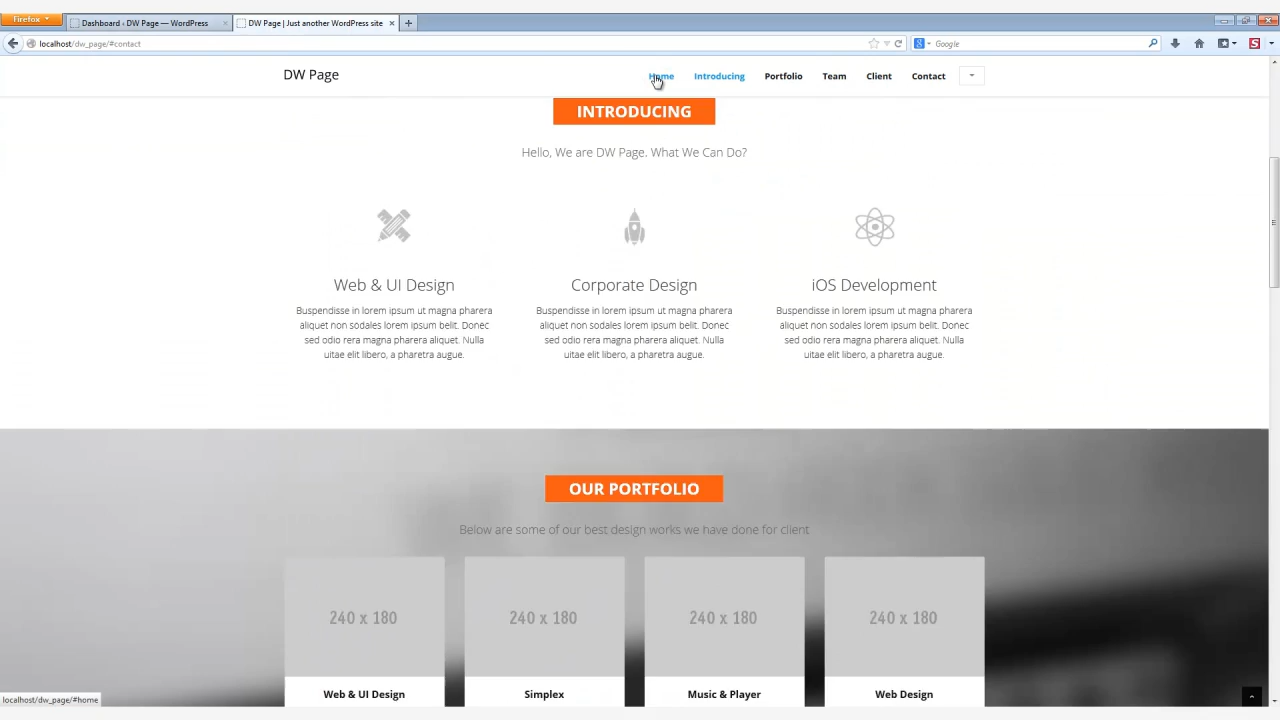 Firefox
Dashboard ‹ DW Page — WordPress
DW Page | Just another WordPress site
localhost/dw_page/#contact
Google
DW Page
Home
Introducing
Portfolio
Team
Client
Contact
INTRODUCING
Hello, We are DW Page. What We Can Do?
Web & UI Design
Corporate Design
iOS Development
Buspendisse in lorem ipsum ut magna pharera
aliquet non sodales lorem ipsum belit. Donec
sed odio rera magna pharera aliquet. Nulla
uitae elit libero, a pharetra augue.
Buspendisse in lorem ipsum ut magna pharera
aliquet non sodales lorem ipsum belit. Donec
sed odio rera magna pharera aliquet. Nulla
uitae elit libero, a pharetra augue.
Buspendisse in lorem ipsum ut magna pharera
aliquet non sodales lorem ipsum belit. Donec
sed odio rera magna pharera aliquet. Nulla
uitae elit libero, a pharetra augue.
OUR PORTFOLIO
Below are some of our best design works we have done for client
240 x 180
240 x 180
240 x 180
240 x 180
Web & UI Design
Simplex
Music & Player
Web Design
localhost/dw_page/#home